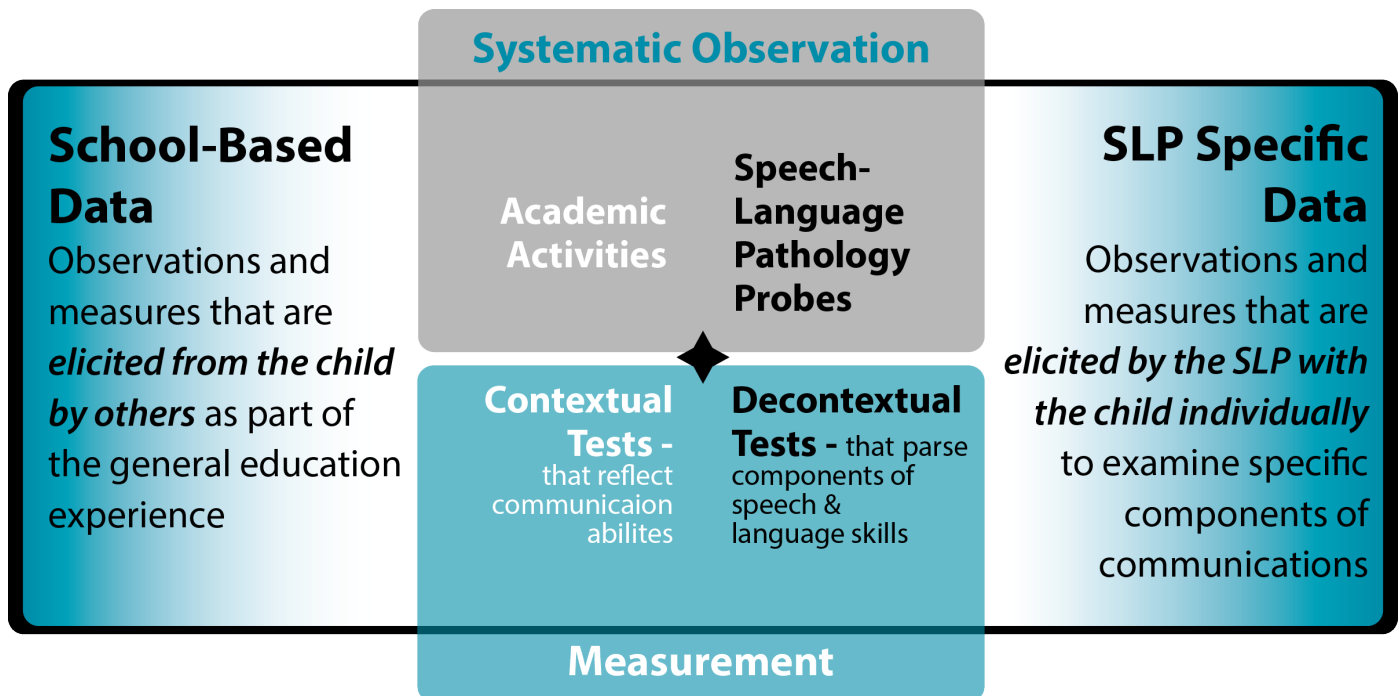 Systematic Observation
School-Based
Data
Observations and
measures that are
elicited from the child
by others as part of
the general education
experience
Academic
Activities
Speech-
Language
Pathology
Probes
Contextual
Tests -
that reflect
communicaion
abilites
Decontextual
Tests - that parse
components of
speech &
language skills
SLP Specific
Data
Observations and
measures that are
elicited by the SLP with
the child individually
to examine specific
components of
communications
Measurement